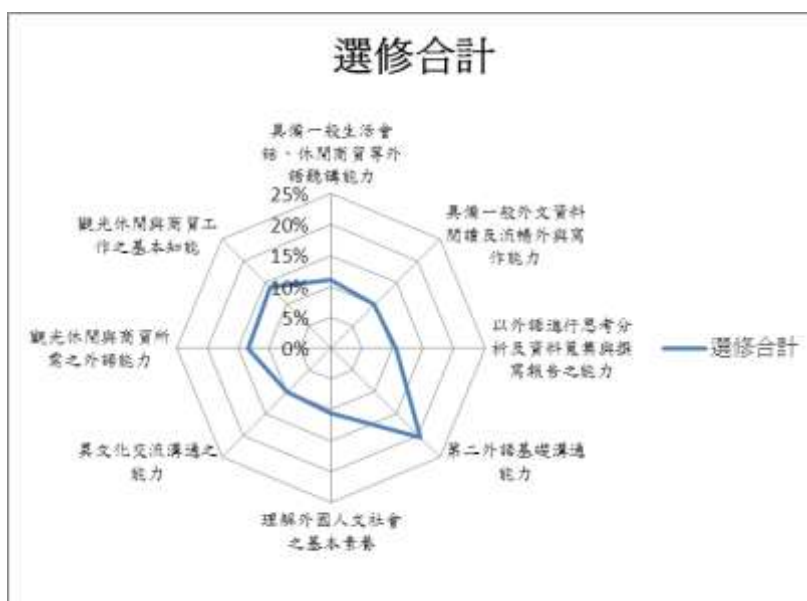 選修合計
具備一般生活會
話、休閒商貿等外
語聽講能力
25%
20%
15%
10%
5%
0%
具備一般外文資料
閱讀及流暢外與寫
作能力
以外語進行思考分
析及資料蒐集與撰
寫報告之能力
第二外語基礎溝通
能力
理解外國人文社會
之基本素養
異文化交流溝通之
能力
觀光休閒與商貿所
需之外語能力
觀光休閒與商貿工
作之基本知能
選修合計